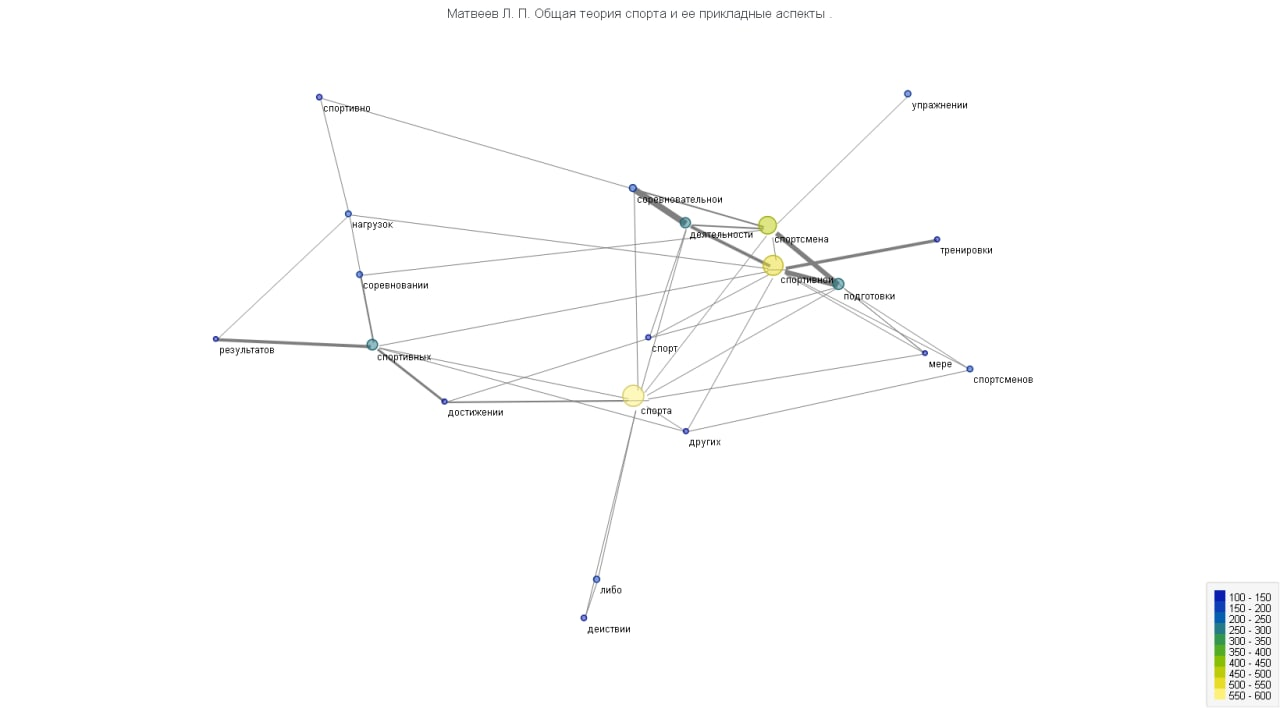 Матвеев Л. П. Общая теория спорта и ее прикладные аспекты .
спортивно
упражнении
соревновательнои
нагрузок
деятельности
спортсмена
тренировки
соревновании
спортивнои
подготовки
результатов
спортивных
спорт
мере
спортсменов
достижении
спорта
других
либо
деиствии
100 - 150
150 - 200
200 - 250
250 - 300
300 - 350
350 - 400
400 - 450
450 - 500
500 - 550
550 - 600